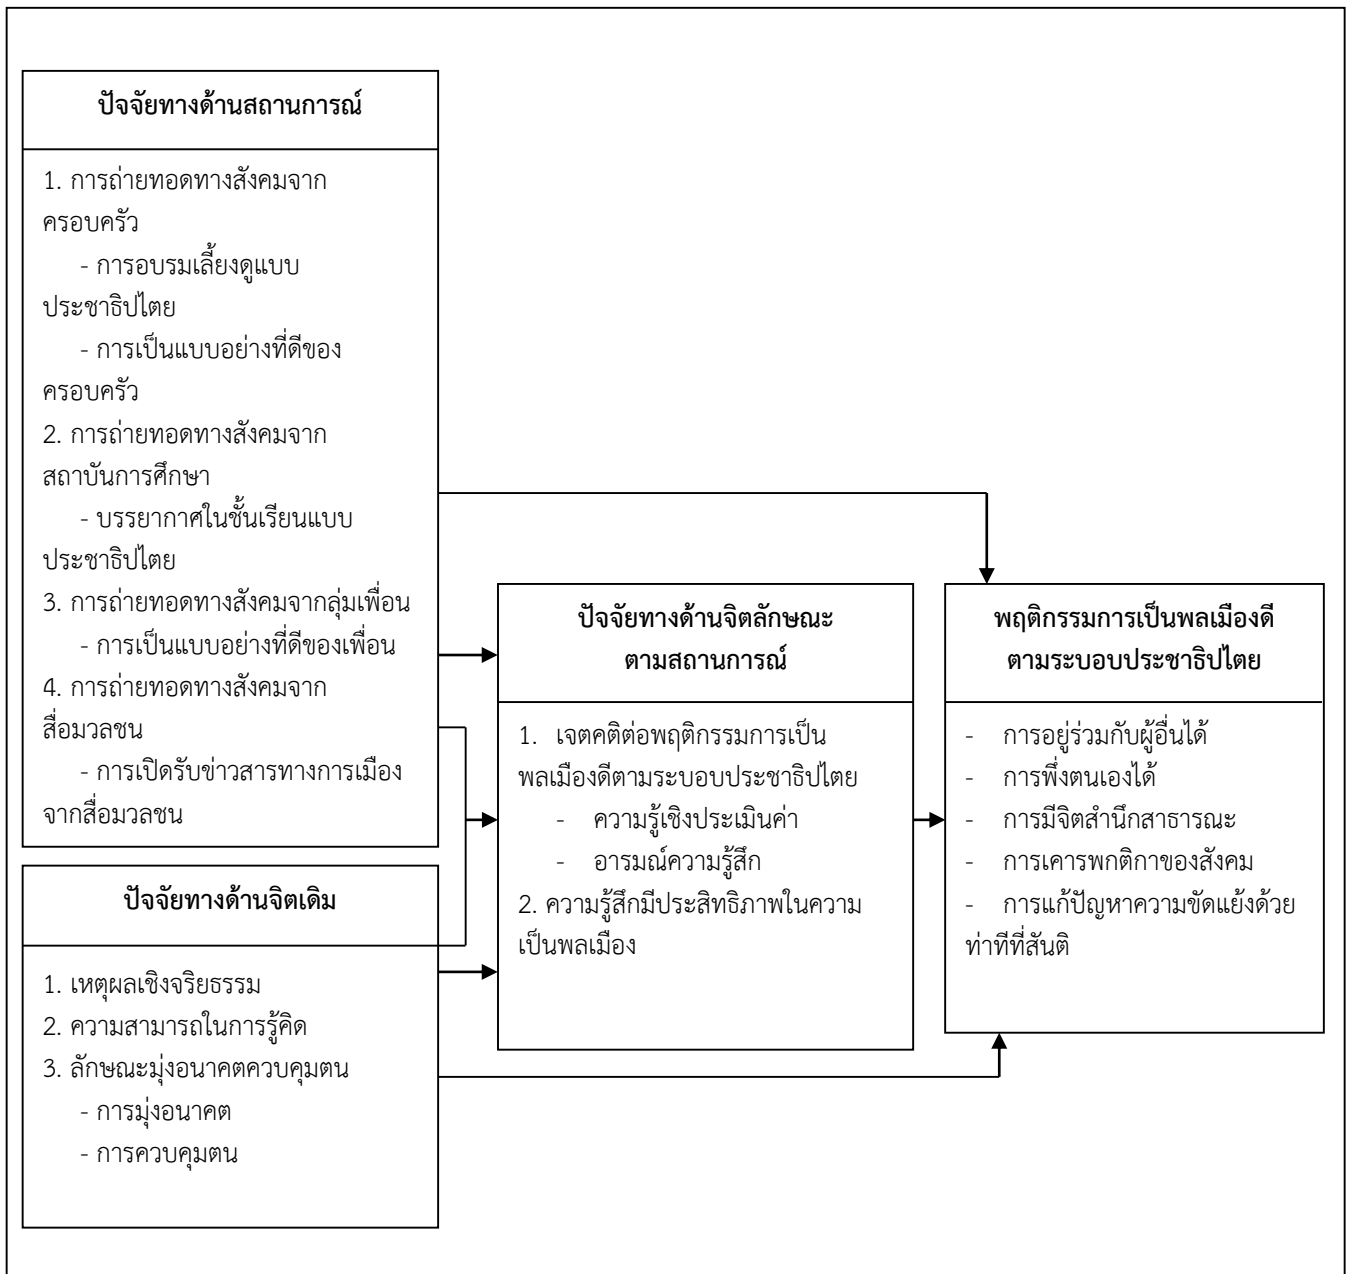 ปัจจัยทางด้านสถานการณ์
1. การถ่ายทอดทางสังคมจาก
ครอบครัว
- การอบรมเลี้ยงดูแบบ
ประชาธิปไตย
- การเป็นแบบอย่างที่ดีของ
ครอบครัว
2. การถ่ายทอดทางสังคมจาก
สถาบันการศึกษา
- บรรยากาศในชั้นเรียนแบบ
ประชาธิปไตย
3. การถ่ายทอดทางสังคมจากลุ่มเพื่อน
- การเป็นแบบอย่างที่ดีของเพื่อน
4. การถ่ายทอดทางสังคมจาก
สื่อมวลชน
- การเปิดรับข่าวสารทางการเมือง
จากสื่อมวลชน
ปัจจัยทางด้านจิตเดิม
1. เหตุผลเชิงจริยธรรม
2. ความสามารถในการรู้คิด
3. ลักษณะมุ่งอนาคตควบคุมตน
- การมุ่งอนาคต
- การควบคุมตน
ปัจจัยทางด้านจิตลักษณะ
ตามสถานการณ์
1. เจตคติต่อพฤติกรรมการเป็น
พลเมืองดีตามระบอบประชาธิปไตย
- ความรู้เชิงประเมินค่า
- อารมณ์ความรู้สึก
2. ความรู้สึกมีประสิทธิภาพในความ
เป็นพลเมือง
พฤติกรรมการเป็นพลเมืองดี
ตามระบอบประชาธิปไตย
- การอยู่ร่วมกับผู้อื่นได้
- การพึ่งตนเองได้
- การมีจิตสำนึกสาธารณะ
- การเคารพกติกาของสังคม
- การแก้ปัญหาความขัดแย้งด้วย
ท่าทีที่สันติ